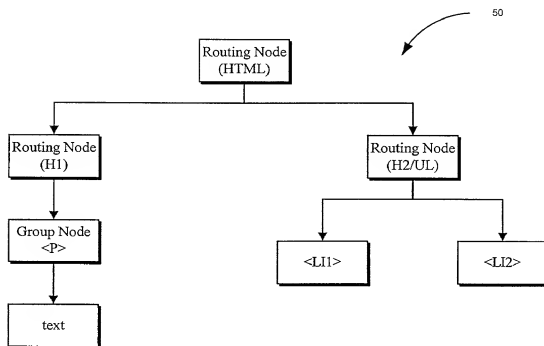 50
Routing Node
(HTML)
Routing Node
(H1)
Routing Node
(H2/UL)
Group Node
<P>
<LI1>
<LI2>
text